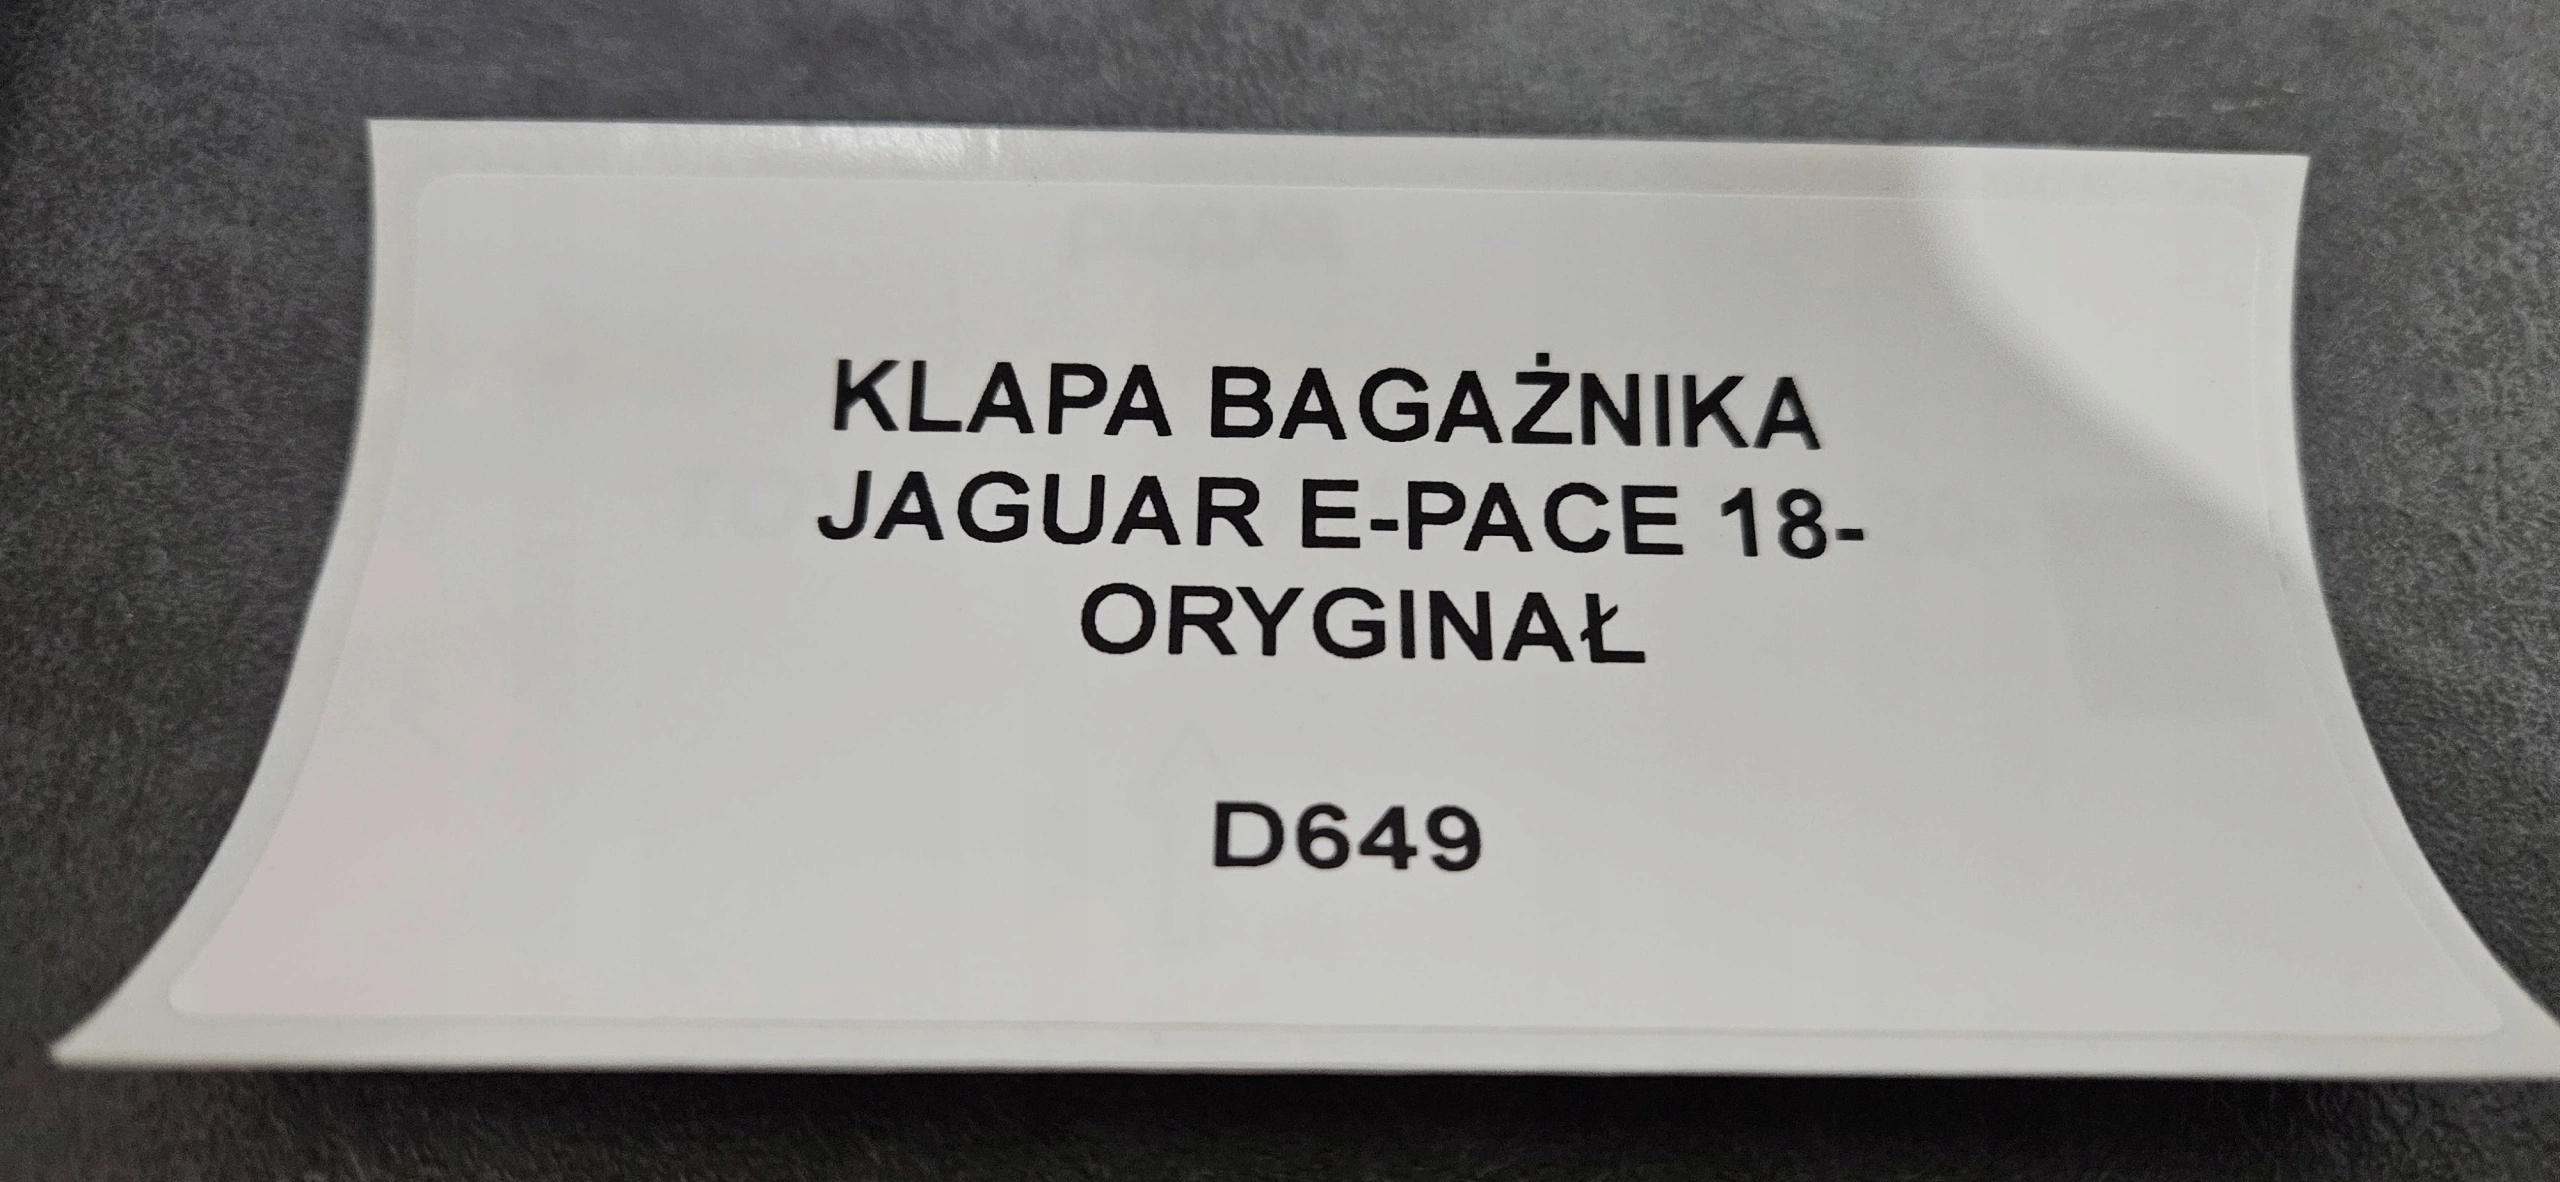 KLAPA BAGAŻNIKA
JAGUAR E-PACE 18-
ORYGINAŁ
D649